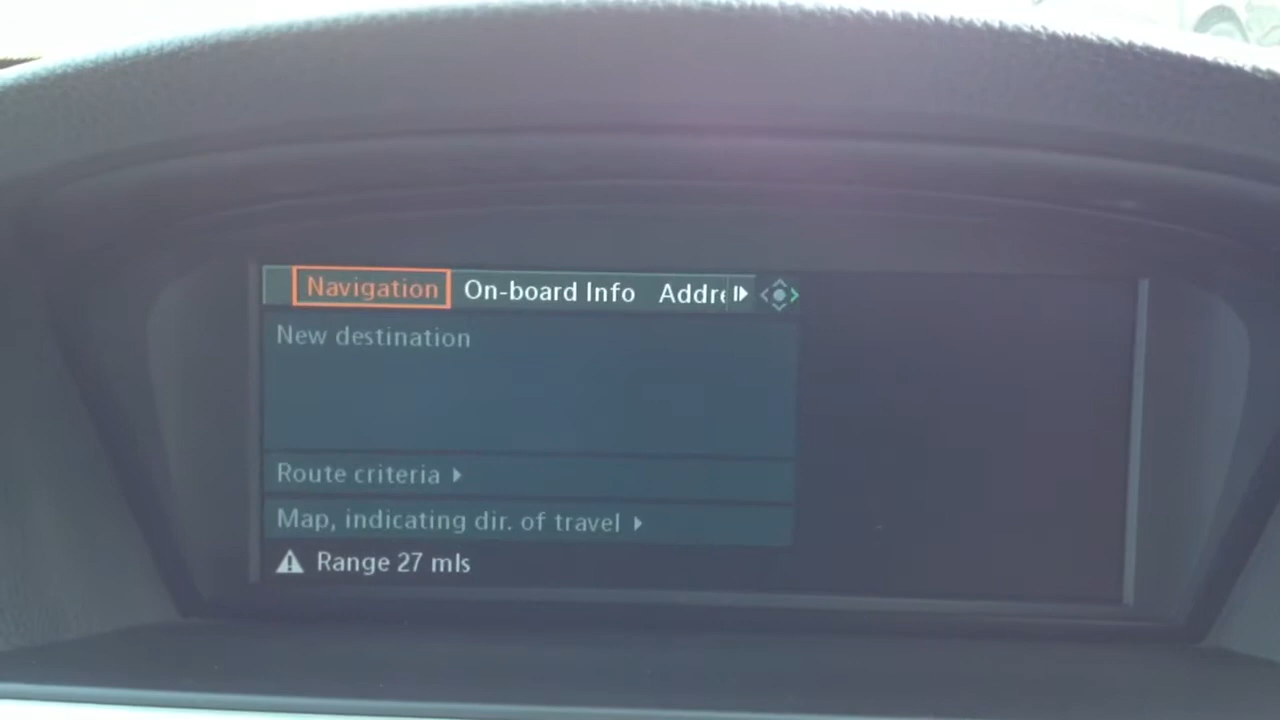 Navigation On-board Info Addre
New destination
Route criteria
Map, indicating dir. of travel
Range 27 mls